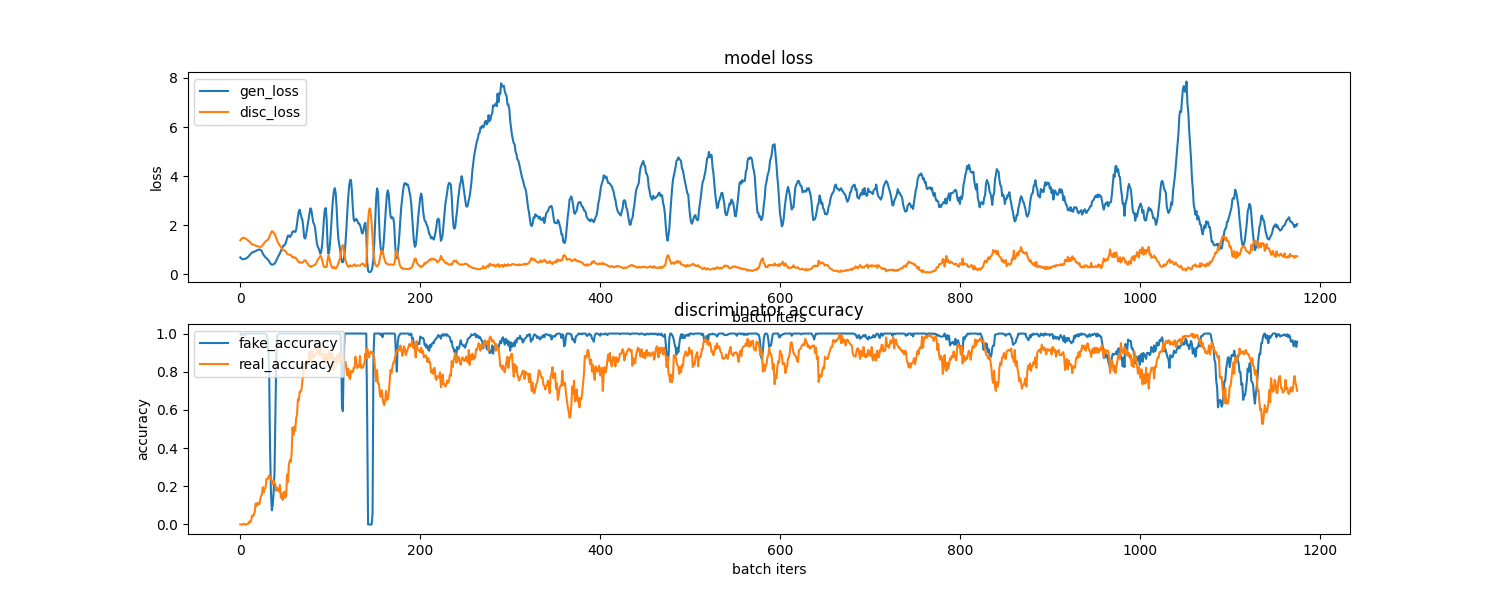 model loss
8
6
4
2
0
loss
gen_loss
disc_loss
0 200 400 600 800 1000 1200
batch iters
discriminator accuracy
1.0
0.8
0.6
0.4
0.2
0.0
accuracy
fake_accuracy
real_accuracy
0 200 400 600 800 1000 1200
batch iters